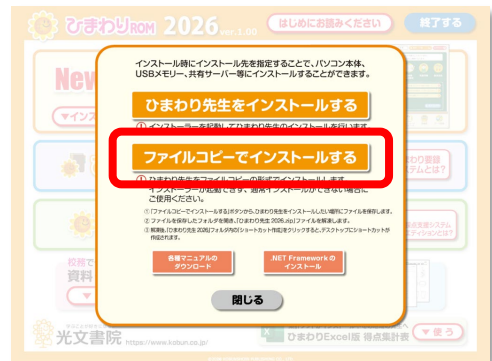 ひまわりROM 2026 ver.1.00
はじめにお読みください
終了する
New
インストール時にインストール先を指定することで、パソコン本体、
USBメモリー、共有サーバー等にインストールすることができます。
ひまわり先生をインストールする
① インストーラーを起動してひまわり先生のインストールを行います。
ファイルコピーでインストールする
① ひまわり先生をファイルコピーの形式でインストールします。
インストーラーが起動できず、通常インストールができない場合に
ご使用ください。
①「ファイルコピーでインストールする」ボタンから、ひまわり先生をインストールしたい場所にファイルを保存します。
② ファイルを保存したフォルダを開き、「ひまわり先生 2026.zip」ファイルを解凍します。
③ 解凍後、「ひまわり先生 2026」フォルダ内の「ショートカット作成」をクリックすると、デスクトップにショートカットが
作成されます。
各種マニュアルの
ダウンロード
.NET Framework の
インストール
閉じる
資料
光文書院 https://www.kobun.co.jp/
ひまわりExcel版 得点集計表
▼使う